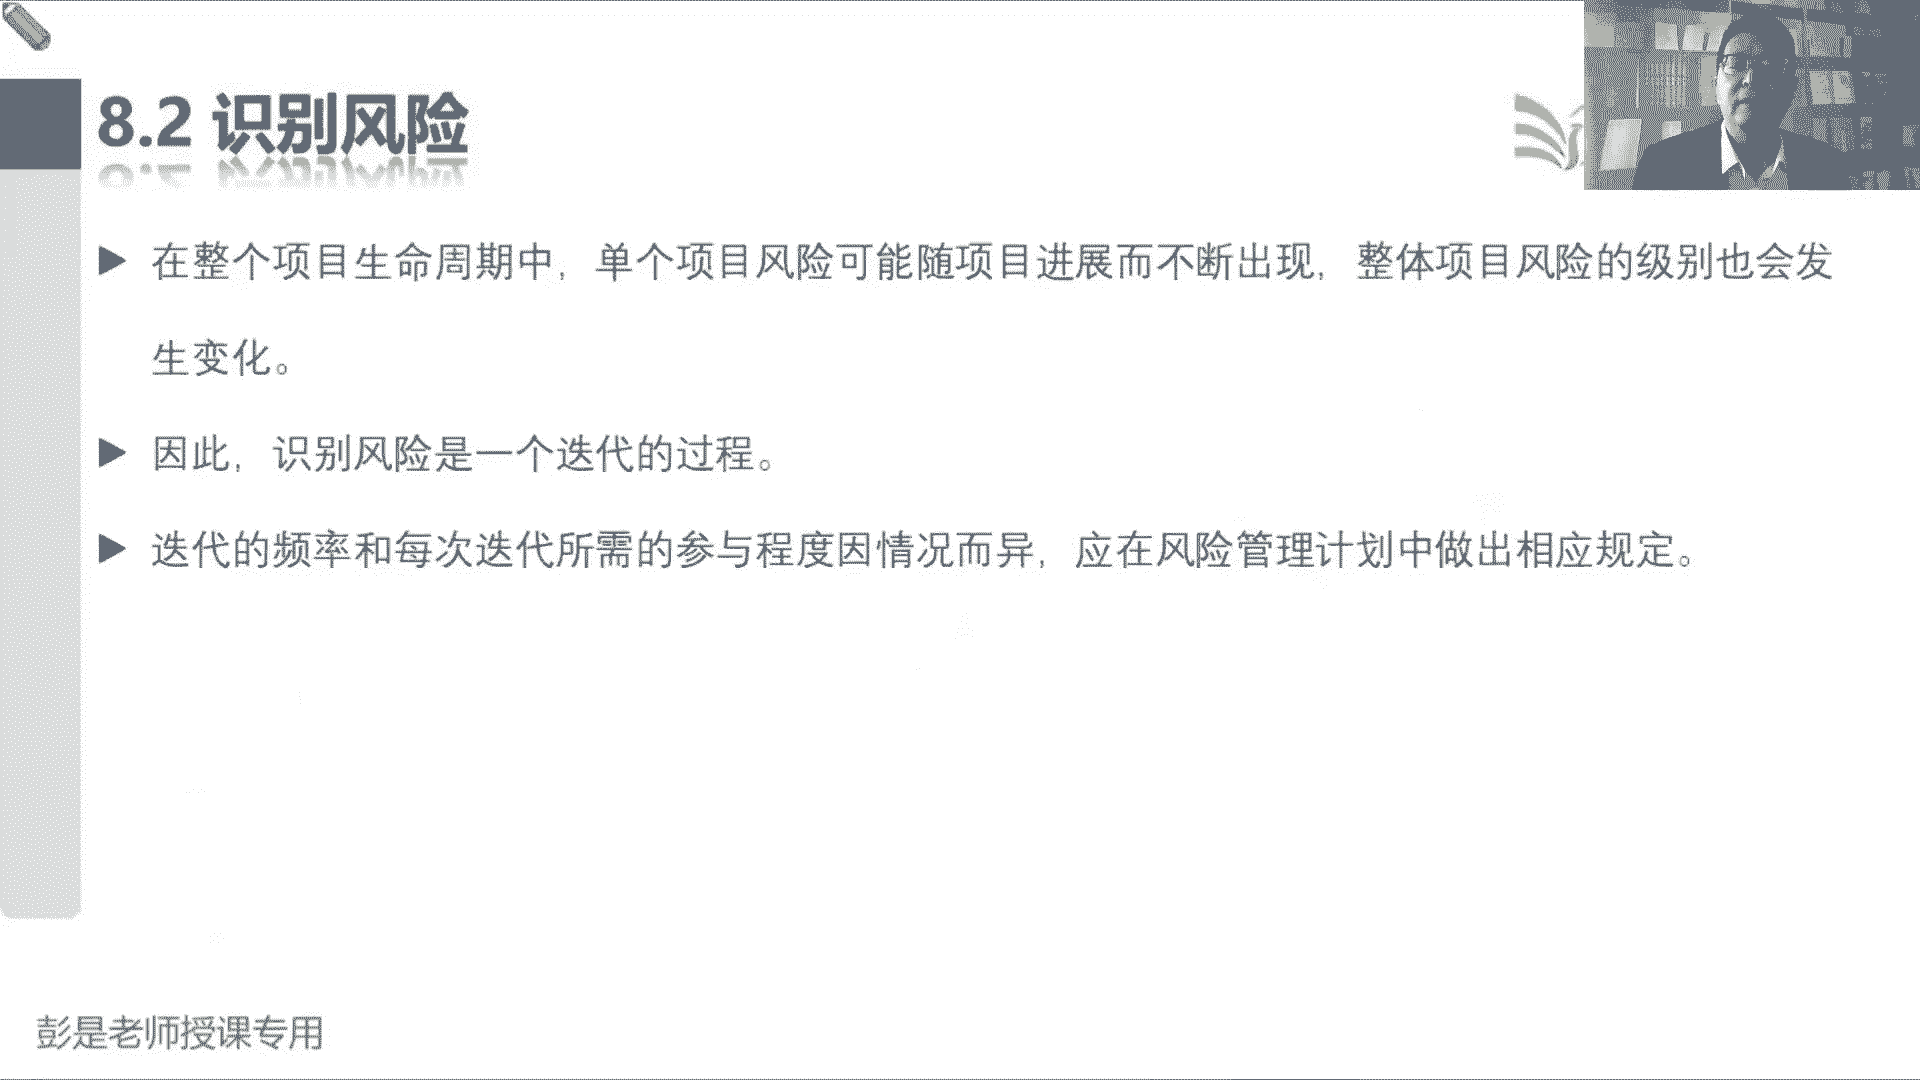 8.2 识别风险
在整个项目生命周期中，单个项目风险可能随项目进展而不断出现，整体项目风险的级别也会发
生变化。
因此，识别风险是一个迭代的过程。
迭代的频率和每次迭代所需的参与程度因情况而异，应在风险管理计划中做出相应规定。
彭是老师授课专用